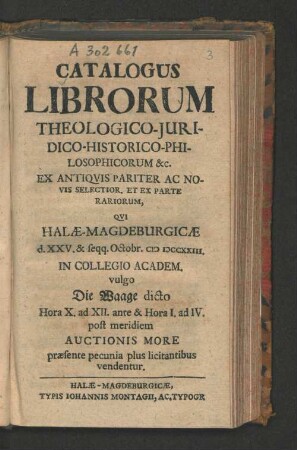 A 302 661
3
CATALOGUS
LIBRORUM
THEOLOGICO-JURI-
DICO-HISTORICO-PHI-
LOSOPHICORUM &c.
EX ANTIQVIS PARITER AC NO-
VIS SELECTIOR. ET EX PARTE
RARIORUM,
QVI
HALÆ-MAGDEBURGICÆ
d. XXV. & seqq. Octobr. CIↃ IↃCCXXIII.
IN COLLEGIO ACADEM.
vulgo
Die Waage dicto
Hora X. ad XII. ante & Hora I. ad IV.
post meridiem
AUCTIONIS MORE
præsente pecunia plus licitantibus
vendentur.
HALÆ-MAGDEBURGICÆ,
TYPIS IOHANNIS MONTAGII, AC, TYPOGR